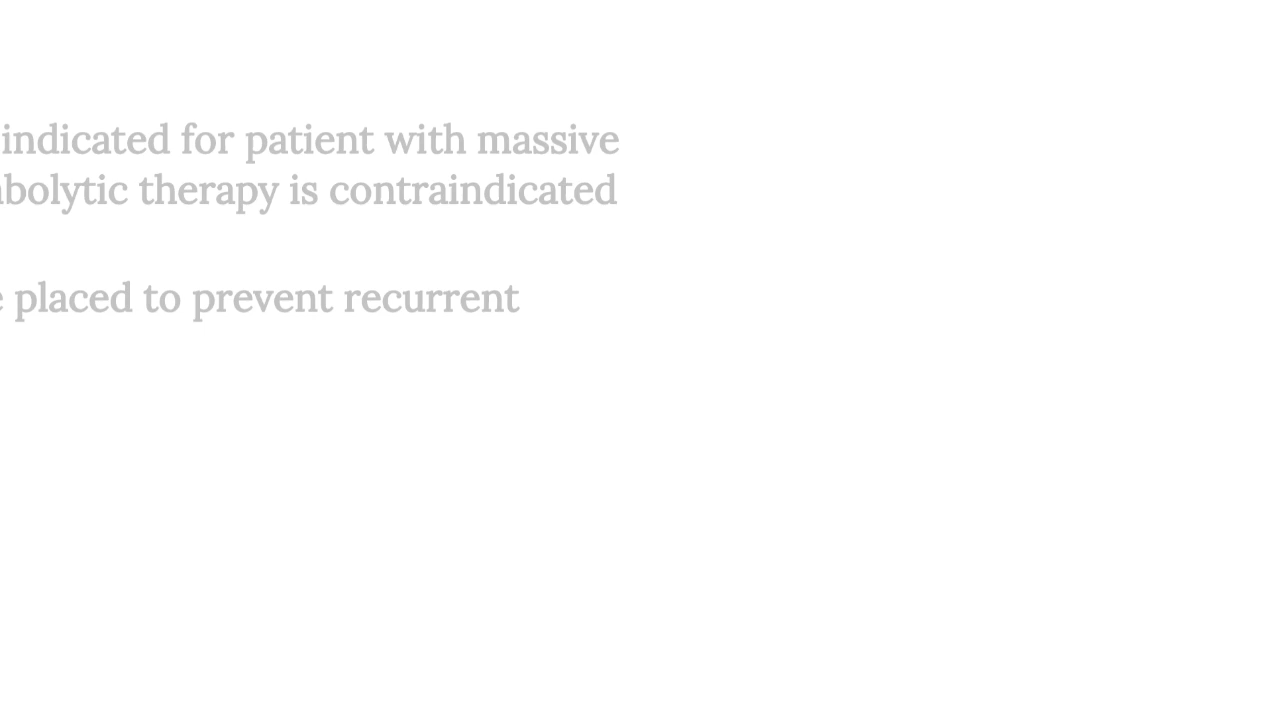 indicated for patient with massive
bolytic therapy is contraindicated
placed to prevent recurrent